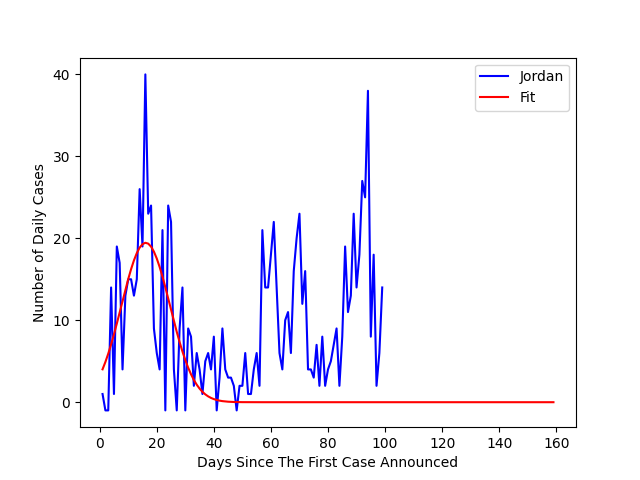 Jordan
Fit
Number of Daily Cases
40
30
20
10
0
0 20 40 60 80 100 120 140 160
Days Since The First Case Announced